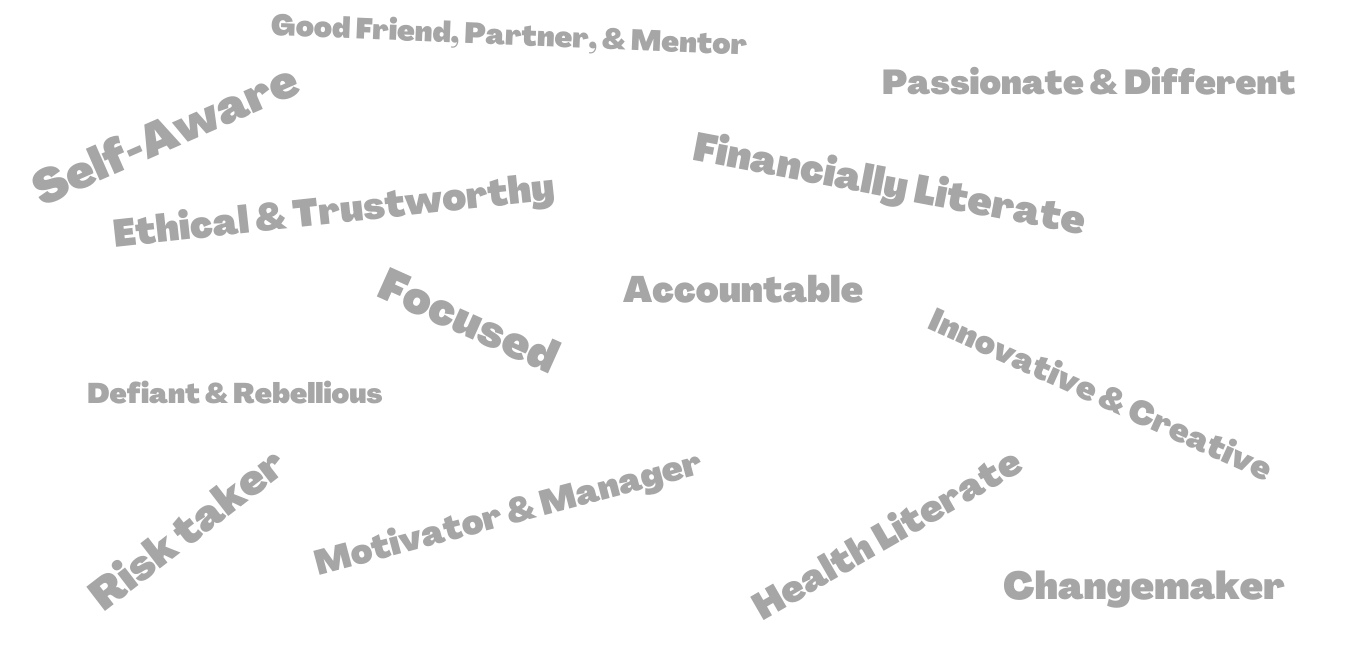 Good Friend, Partner, & Mentor
Passionate & Different
Self-Aware
Financially Literate
Ethical & Trustworthy
Focused
Accountable
Innovative & Creative
Defiant & Rebellious
Risk taker
Motivator & Manager
Health Literate
Changemaker